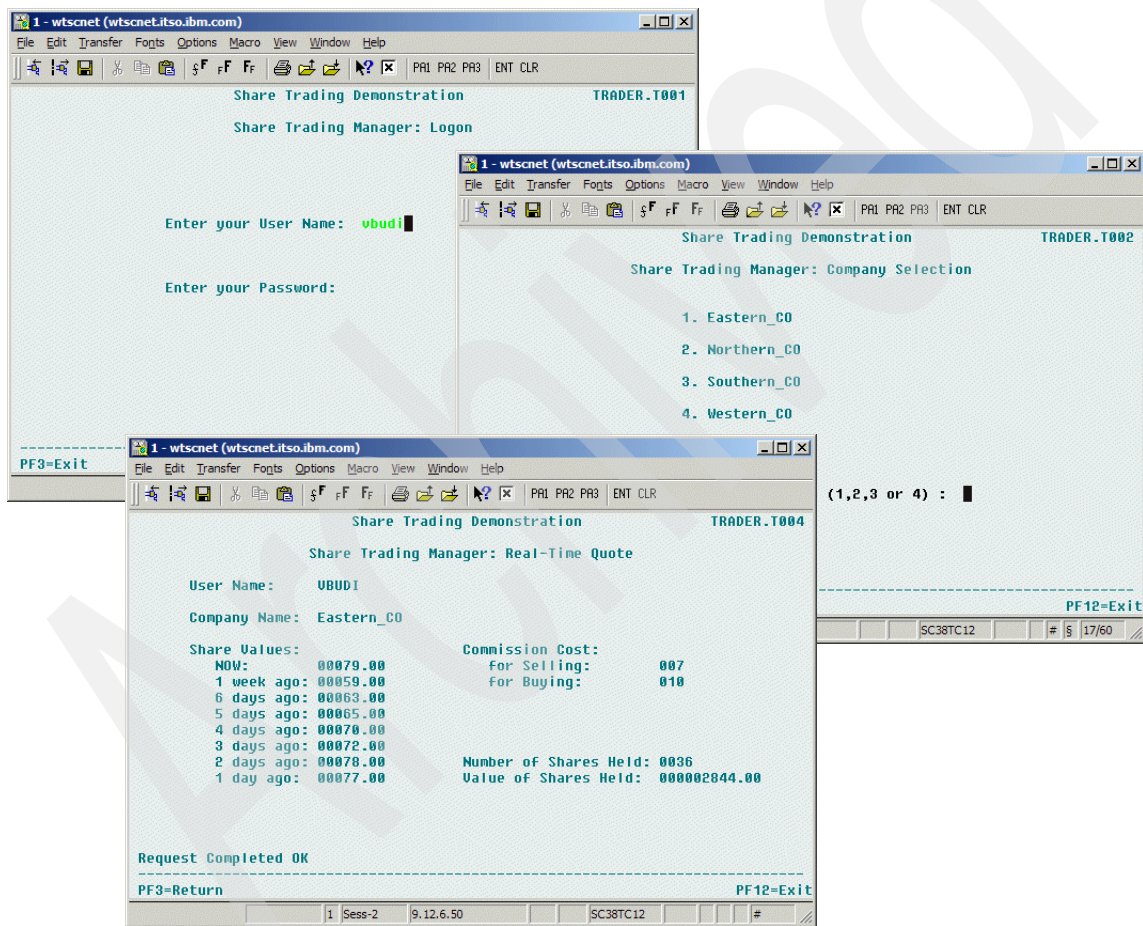 1 - wtscnet (wtscnet.itso.ibm.com)
File Edit Transfer Fonts Options Macro View Window Help
PA1 PA2 PA3 ENT CLR
Share Trading Demonstration TRADER.T001
Share Trading Manager: Logon
Enter your User Name: vbudi
Enter your Password:
PF3=Exit
1 - wtscnet (wtscnet.itso.ibm.com)
File Edit Transfer Fonts Options Macro View Window Help
PA1 PA2 PA3 ENT CLR
Share Trading Demonstration TRADER.T002
Share Trading Manager: Company Selection
1. Eastern_CO
2. Northern_CO
3. Southern_CO
4. Western_CO
(1,2,3 or 4) :
PF12=Exit
SC38TC12 # § 17/60
1 - wtscnet (wtscnet.itso.ibm.com)
File Edit Transfer Fonts Options Macro View Window Help
PA1 PA2 PA3 ENT CLR
Share Trading Demonstration TRADER.T004
Share Trading Manager: Real-Time Quote
User Name: VBUDI
Company Name: Eastern_CO
Share Values: Commission Cost:
NOW: 00079.00 for Selling: 007
1 week ago: 00059.00 for Buying: 010
6 days ago: 00063.00
5 days ago: 00065.00
4 days ago: 00070.00
3 days ago: 00072.00
2 days ago: 00078.00 Number of Shares Held: 0036
1 day ago: 00077.00 Value of Shares Held: 000002844.00
Request Completed OK
PF3=Return PF12=Exit
1 Sess-2 9.12.6.50 SC38TC12 #
Archived